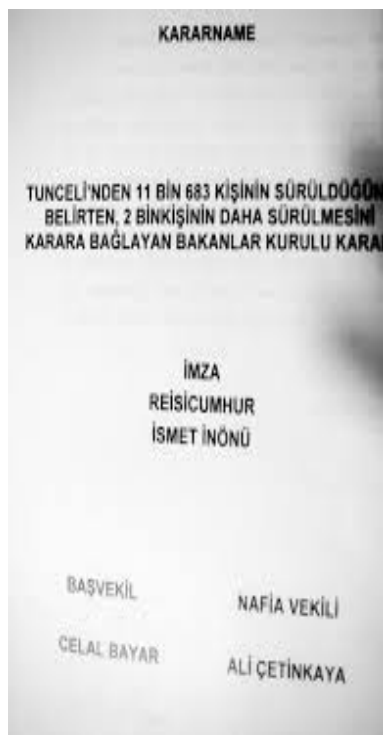 KARARNAME
TUNCELİ'NDEN 11 BİN 683 KİŞİNİN SÜRÜLDÜĞÜN
BELİRTEN, 2 BİNKİŞİNİN DAHA SÜRÜLMESİNİ
KARARA BAĞLAYAN BAKANLAR KURULU KARA
İMZA
REİSİCUMHUR
İSMET İNÖNÜ
BAŞVEKİL NAFİA VEKİLİ
CELAL BAYAR ALİ ÇETİNKAYA